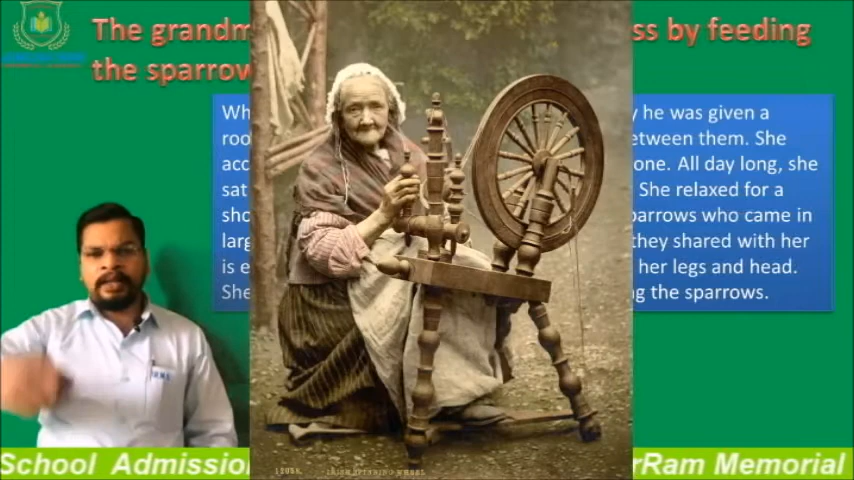 The grandm ss by feeding
the sparrow
Wh y he was given a
roo etween them. She
acc one. All day long, she
sat She relaxed for a
sho parrows who came in
larg they shared with her
is e her legs and head.
She ng the sparrows.
12058. IRISH SPINNING WHEEL
School Admission rRam Memorial